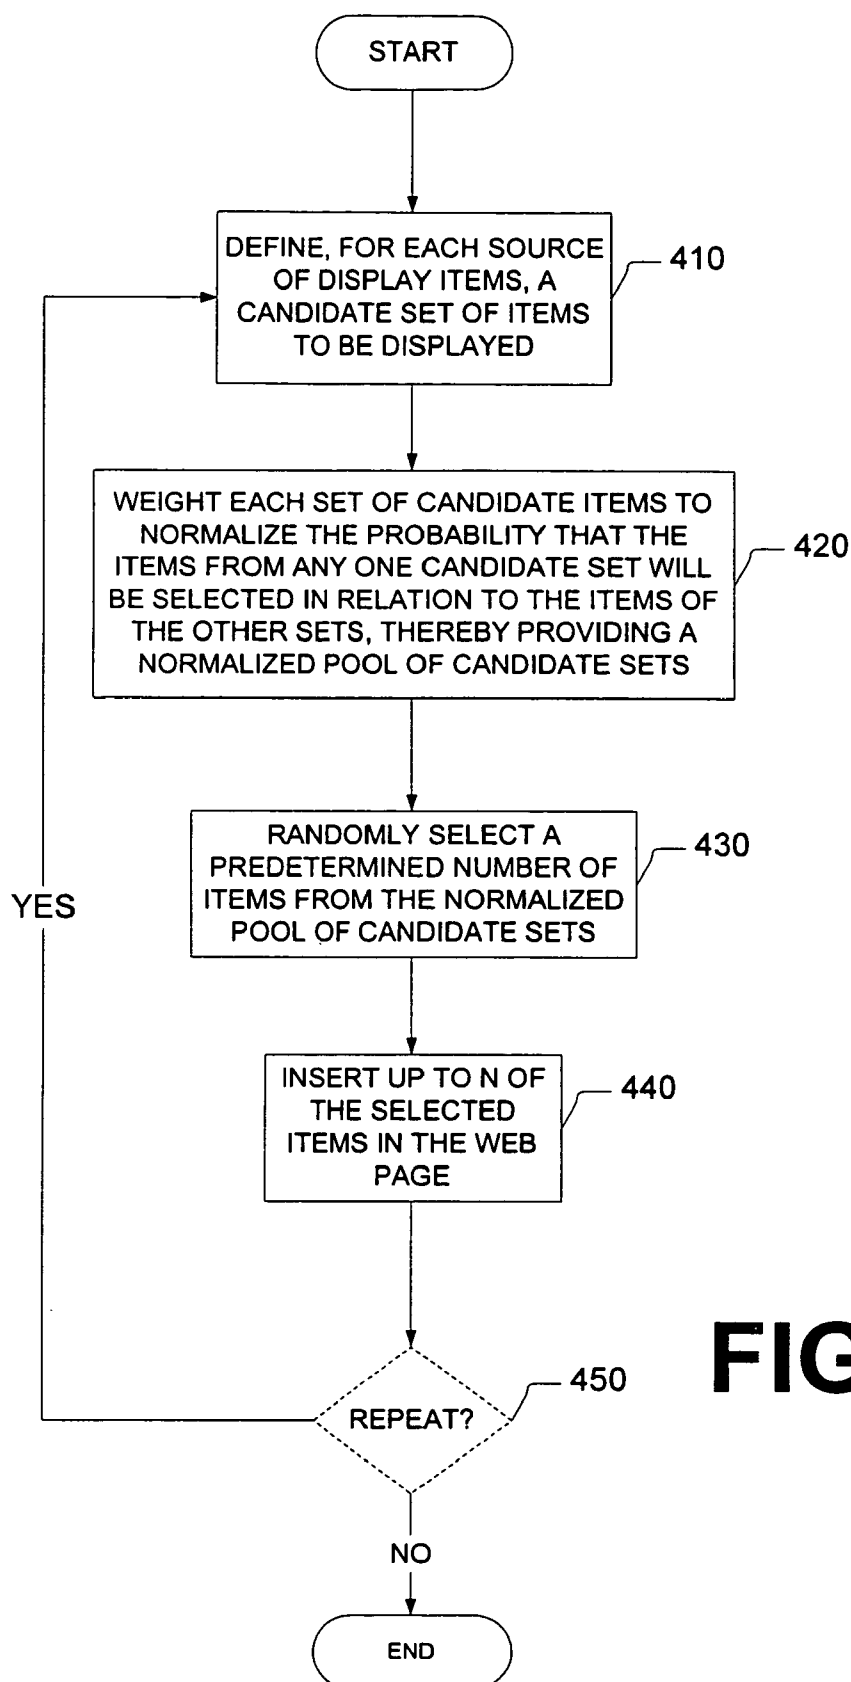 START
DEFINE, FOR EACH SOURCE
OF DISPLAY ITEMS, A
CANDIDATE SET OF ITEMS
TO BE DISPLAYED
410
WEIGHT EACH SET OF CANDIDATE ITEMS TO
NORMALIZE THE PROBABILITY THAT THE
ITEMS FROM ANY ONE CANDIDATE SET WILL
BE SELECTED IN RELATION TO THE ITEMS OF
THE OTHER SETS, THEREBY PROVIDING A
NORMALIZED POOL OF CANDIDATE SETS
420
RANDOMLY SELECT A
PREDETERMINED NUMBER OF
ITEMS FROM THE NORMALIZED
POOL OF CANDIDATE SETS
430
YES
INSERT UP TO N OF
THE SELECTED
ITEMS IN THE WEB
PAGE
440
REPEAT?
450
FIG
NO
END